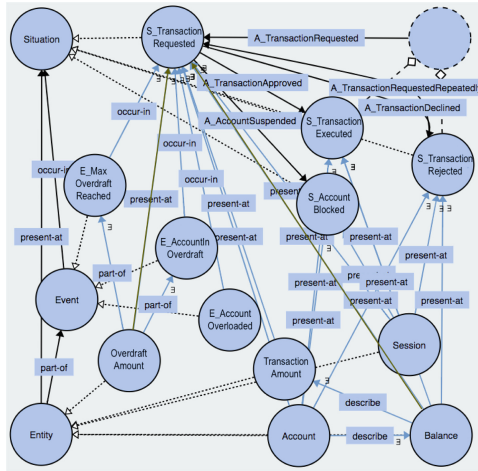 Situation
S_Transaction
Requested
A_TransactionRequested
A_TransactionApproved
A_TransactionRequestedRepeatedly
A_TransactionDeclined
A_AccountSuspended
S_Transaction
Executed
S_Transaction
Rejected
occur-in
occur-in
occur-in
occur-in
E_Max
Overdraft
Reached
S_Account
Blocked
present-at
present-at
present-at
present-at
present-at
present-at
E_AccountIn
Overdraft
part-of
part-of
present-at
present-at
present-at
Event
E_Account
Overloaded
present-at
present-at
Session
part-of
Overdraft
Amount
Transaction
Amount
describe
Entity
Account
describe
Balance